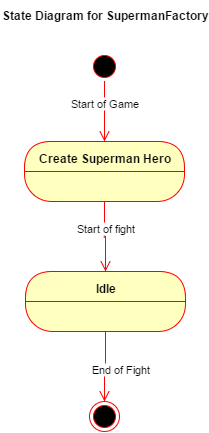 State Diagram for SupermanFactory
Start of Game
Create Superman Hero
Start of fight
Idle
End of Fight